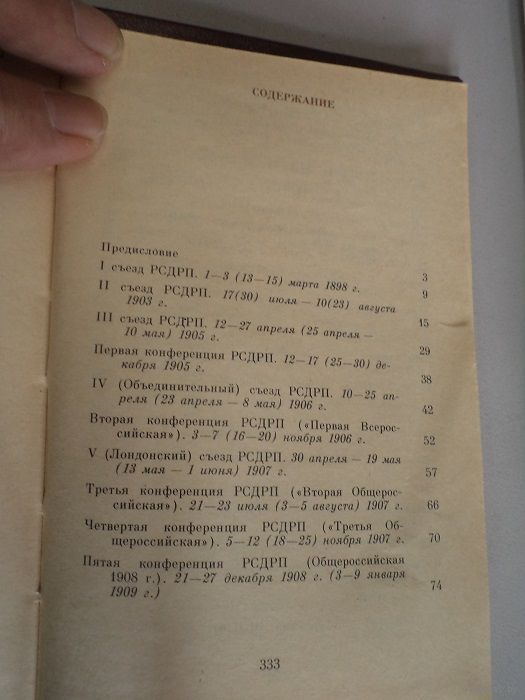 СОДЕРЖАНИЕ
Предисловие 3
I съезд РСДРП. 1—3 (13—15) марта 1898 г. 9
II съезд РСДРП. 17(30) июля — 10(23) августа
1903 г. 15
III съезд РСДРП. 12—27 апреля (25 апреля —
10 мая) 1905 г. 29
Первая конференция РСДРП. 12—17 (25—30) де-
кабря 1905 г. 38
IV (Объединительный) съезд РСДРП. 10—25 ап-
реля (23 апреля — 8 мая) 1906 г. 42
Вторая конференция РСДРП («Первая Всерос-
сийская»). 3—7 (16—20) ноября 1906 г. 52
V (Лондонский) съезд РСДРП. 30 апреля — 19 мая
(13 мая — 1 июня) 1907 г. 57
Третья конференция РСДРП («Вторая Общерос-
сийская»). 21—23 июля (3—5 августа) 1907 г. 66
Четвертая конференция РСДРП («Третья Об-
щероссийская»). 5—12 (18—25) ноября 1907 г. 70
Пятая конференция РСДРП (Общероссийская
1908 г.). 21—27 декабря 1908 г. (3—9 января
1909 г.) 74
333